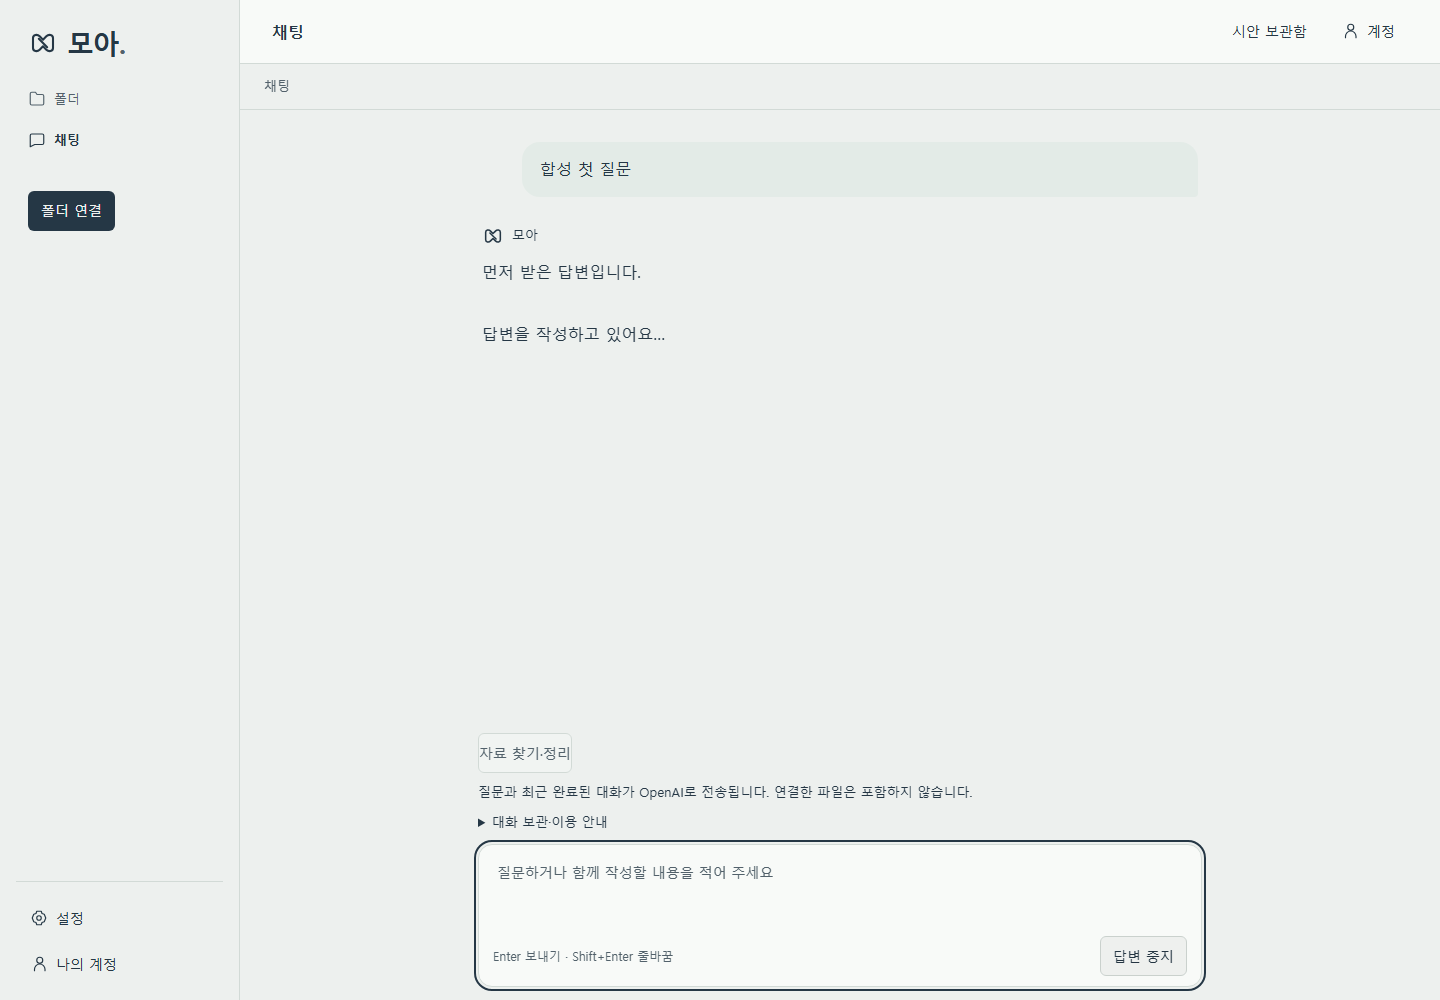 모아.
폴더
채팅
폴더 연결
설정
나의 계정
채팅
시안 보관함
계정
채팅
합성 첫 질문
모아
먼저 받은 답변입니다.
답변을 작성하고 있어요...
자료 찾기·정리
질문과 최근 완료된 대화가 OpenAI로 전송됩니다. 연결한 파일은 포함하지 않습니다.
▶ 대화 보관·이용 안내
질문하거나 함께 작성할 내용을 적어 주세요
Enter 보내기 · Shift+Enter 줄바꿈
답변 중지